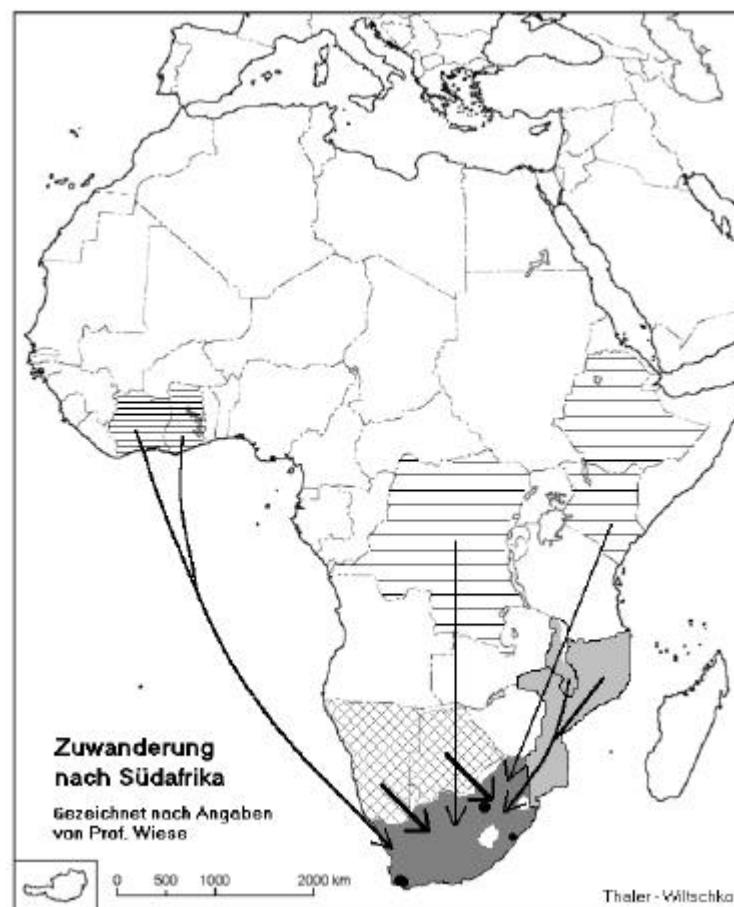 Zuwanderung
nach Südafrika
Gezeichnet nach Angaben
von Prof. Wiese
0 500 1000 2000 km
Thaler-Wiltschko